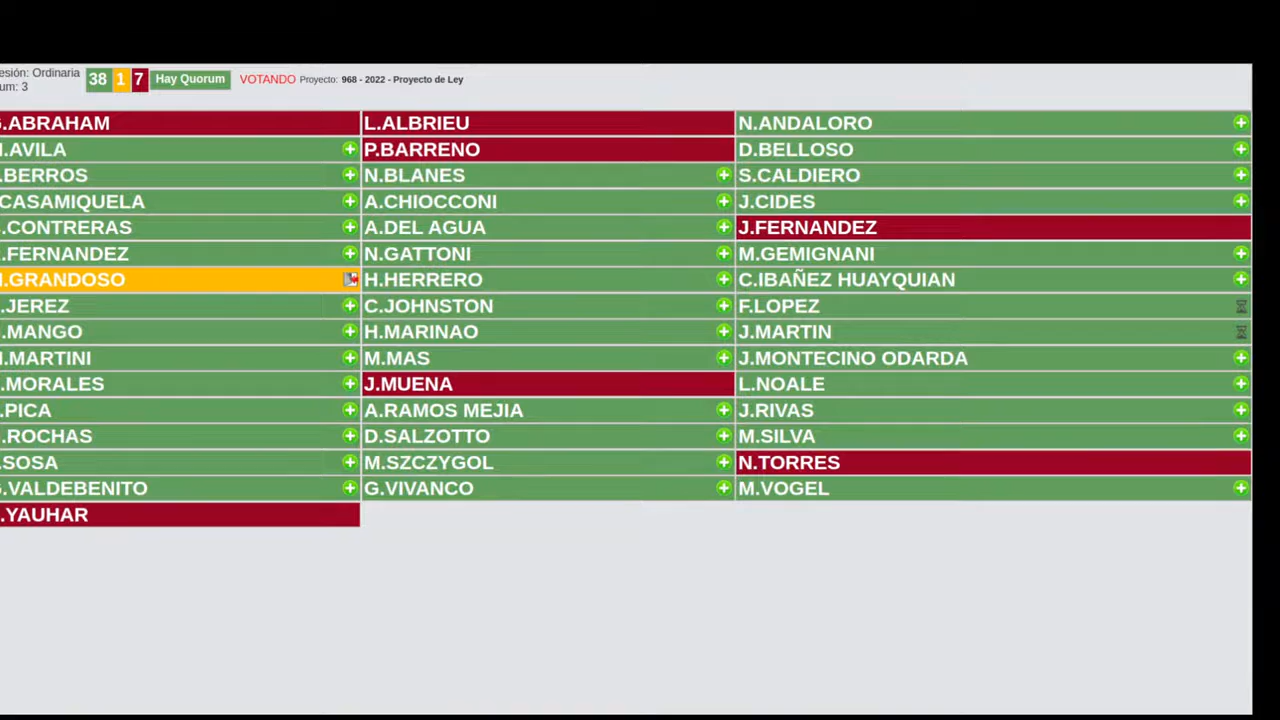 esión: Ordinaria
um: 3
38 1 7 Hay Quorum VOTANDO Proyecto: 968 - 2022 - Proyecto de Ley
.ABRAHAM L.ALBRIEU N.ANDALORO
.AVILA P.BARRENO D.BELLOSO
.BERROS N.BLANES S.CALDIERO
CASAMIQUELA A.CHIOCCONI J.CIDES
.CONTRERAS A.DEL AGUA J.FERNANDEZ
.FERNANDEZ N.GATTONI M.GEMIGNANI
.GRANDOSO H.HERRERO C.IBAÑEZ HUAYQUIAN
.JEREZ C.JOHNSTON F.LOPEZ
.MANGO H.MARINAO J.MARTIN
.MARTINI M.MAS J.MONTECINO ODARDA
.MORALES J.MUENA L.NOALE
.PICA A.RAMOS MEJIA J.RIVAS
.ROCHAS D.SALZOTTO M.SILVA
.SOSA M.SZCZYGOL N.TORRES
.VALDEBENITO G.VIVANCO M.VOGEL
.YAUHAR